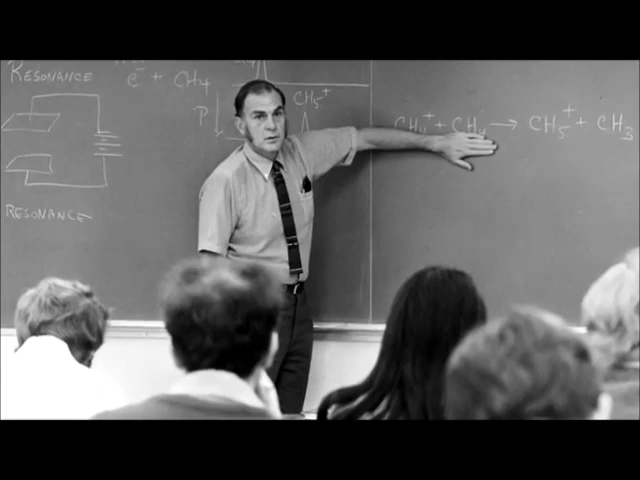 RESONANCE
e⁻ + CH4
P
CH5⁺
CH4⁺ + CH4 → CH5⁺ + CH3
RESONANCE